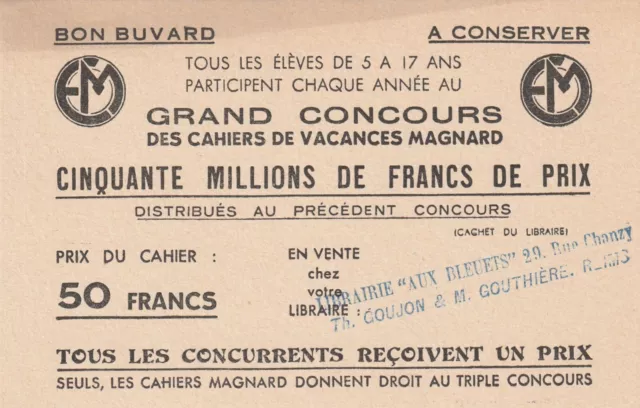 BON BUVARD A CONSERVER
EM EM
TOUS LES ÉLÈVES DE 5 A 17 ANS
PARTICIPENT CHAQUE ANNÉE AU
GRAND CONCOURS
DES CAHIERS DE VACANCES MAGNARD
CINQUANTE MILLIONS DE FRANCS DE PRIX
DISTRIBUÉS AU PRÉCÉDENT CONCOURS
(CACHET DU LIBRAIRE)
PRIX DU CAHIER :
50 FRANCS
EN VENTE
chez
votre
LIBRAIRE :
LIBRAIRIE "AUX BLEUETS" 29, Rue Chanzy
Th. GOUJON & M. GOUTHIÈRE, REIMS
TOUS LES CONCURRENTS REÇOIVENT UN PRIX
SEULS, LES CAHIERS MAGNARD DONNENT DROIT AU TRIPLE CONCOURS